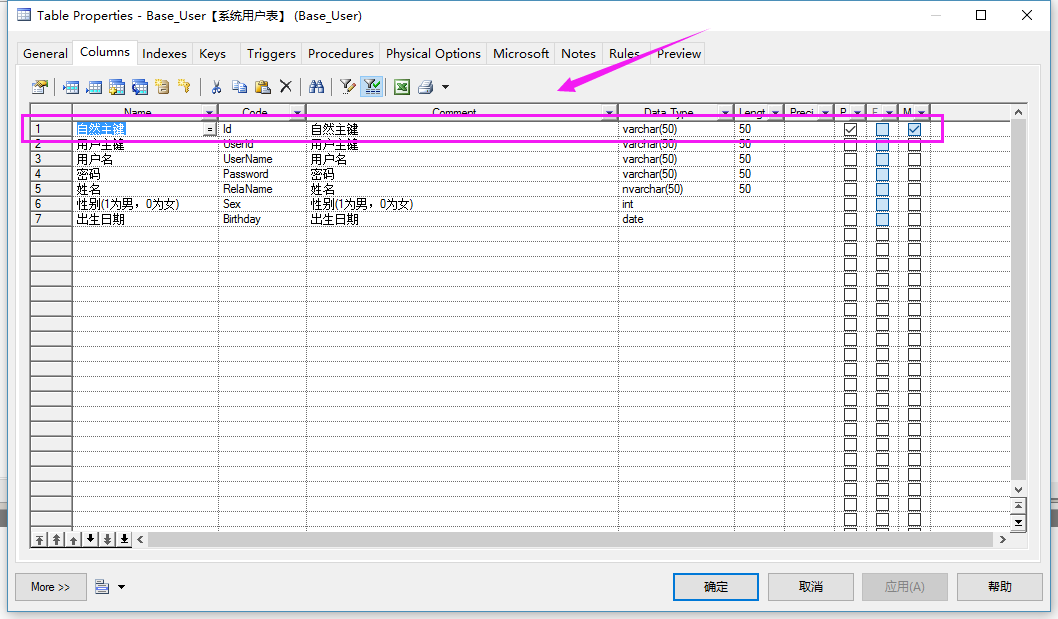 Table Properties - Base_User【系统用户表】 (Base_User)
General Columns Indexes Keys Triggers Procedures Physical Options Microsoft Notes Rules Preview
Name Code Comment Data Type Lengt Preci P F M
1 自然主键 = Id 自然主键 varchar(50) 50
2 用户主键 UserId 用户主键 varchar(50) 50
3 用户名 UserName 用户名 varchar(50) 50
4 密码 Password 密码 varchar(50) 50
5 姓名 RelaName 姓名 nvarchar(50) 50
6 性别(1为男，0为女) Sex 性别(1为男，0为女) int
7 出生日期 Birthday 出生日期 date
More >> 确定 取消 应用(A) 帮助